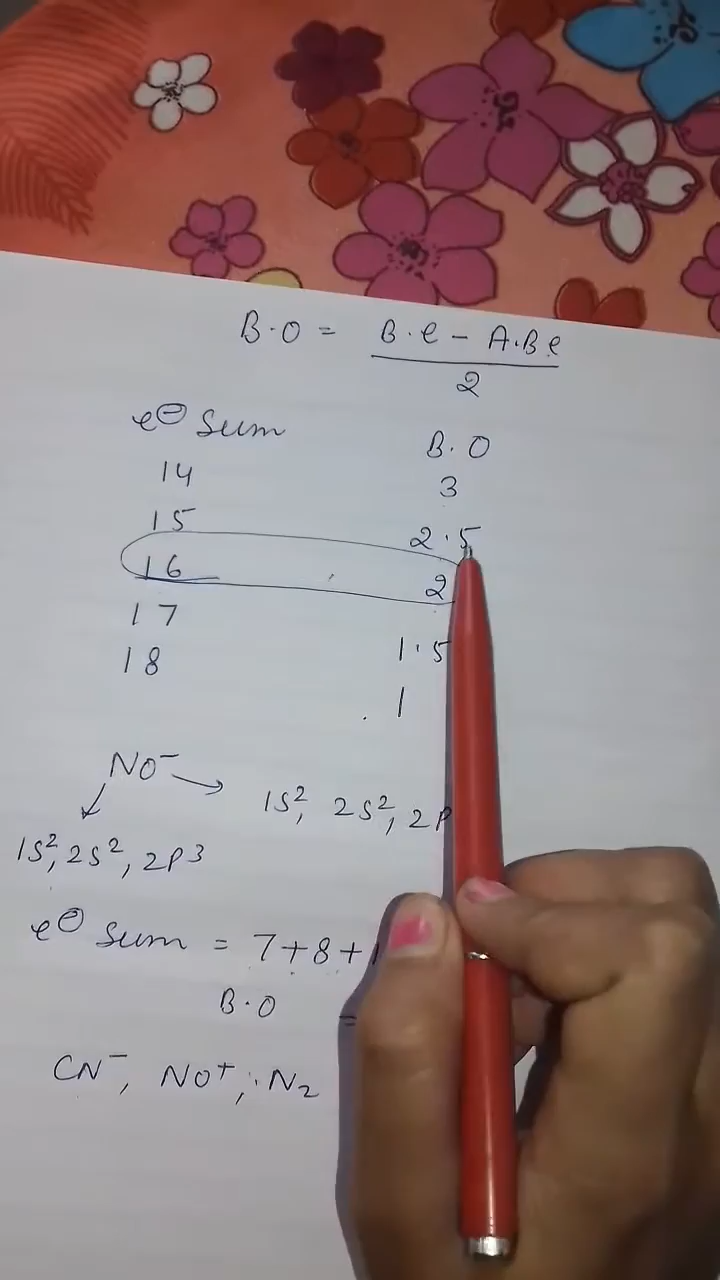 B.O = B.e - A.Be / 2
e⊖ Sum B.O
14 3
15 2.5
16 2
17 1.5
18 1
NO⁻
1s², 2s², 2p
1s², 2s², 2p³
e⊖ Sum = 7+8+
B.O =
CN⁻, NO⁺, N₂